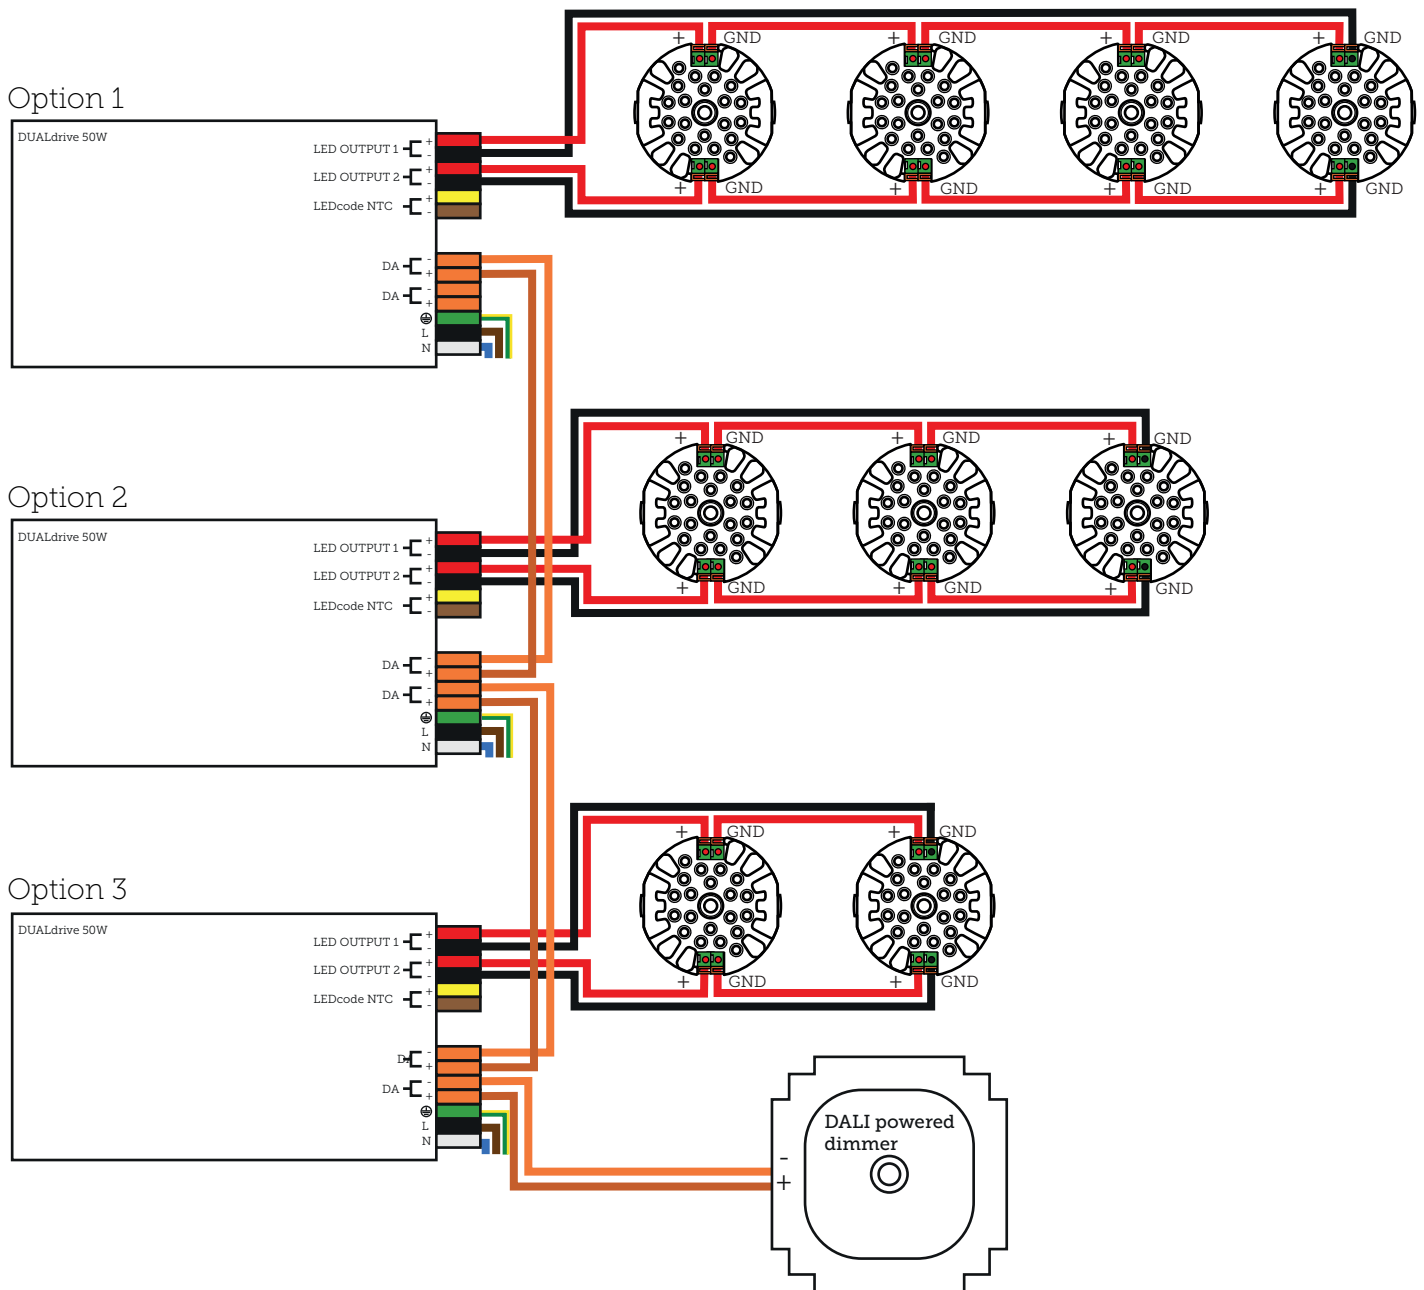 + GND + GND + GND + GND
Option 1
DUALdrive 50W
LED OUTPUT 1 + -
LED OUTPUT 2 + -
LEDcode NTC + -
+ GND + GND + GND + GND
DA - +
DA - +
L
N
+ GND + GND + GND
Option 2
DUALdrive 50W
LED OUTPUT 1 + -
LED OUTPUT 2 + -
LEDcode NTC + -
+ GND + GND + GND
DA - +
DA - +
L
N
+ GND + GND
Option 3
DUALdrive 50W
LED OUTPUT 1 + -
LED OUTPUT 2 + -
LEDcode NTC + -
+ GND + GND
DA - +
DA - +
L
N
DALI powered
dimmer
-
+